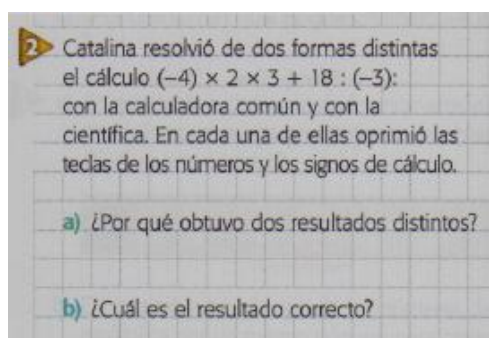 2 Catalina resolvió de dos formas distintas
el cálculo (–4) × 2 × 3 + 18 : (–3):
con la calculadora común y con la
científica. En cada una de ellas oprimió las
teclas de los números y los signos de cálculo.
a) ¿Por qué obtuvo dos resultados distintos?
b) ¿Cuál es el resultado correcto?